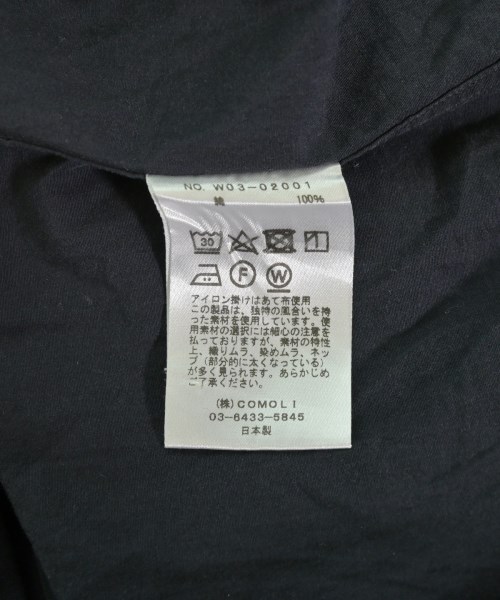 NO. W03-02001
綿 100%
30
F W
アイロン掛けはあて布使用
この製品は、独特の風合いを持
った素材を使用しています。使
用素材の選択には細心の注意を
払っておりますが、素材の特性
上、織りムラ、染めムラ、ネッ
プ(部分的に太くなっている)
が多く見られます。あらかじめ
ご了承ください。
(株)COMOLI
03-6433-5845
日本製